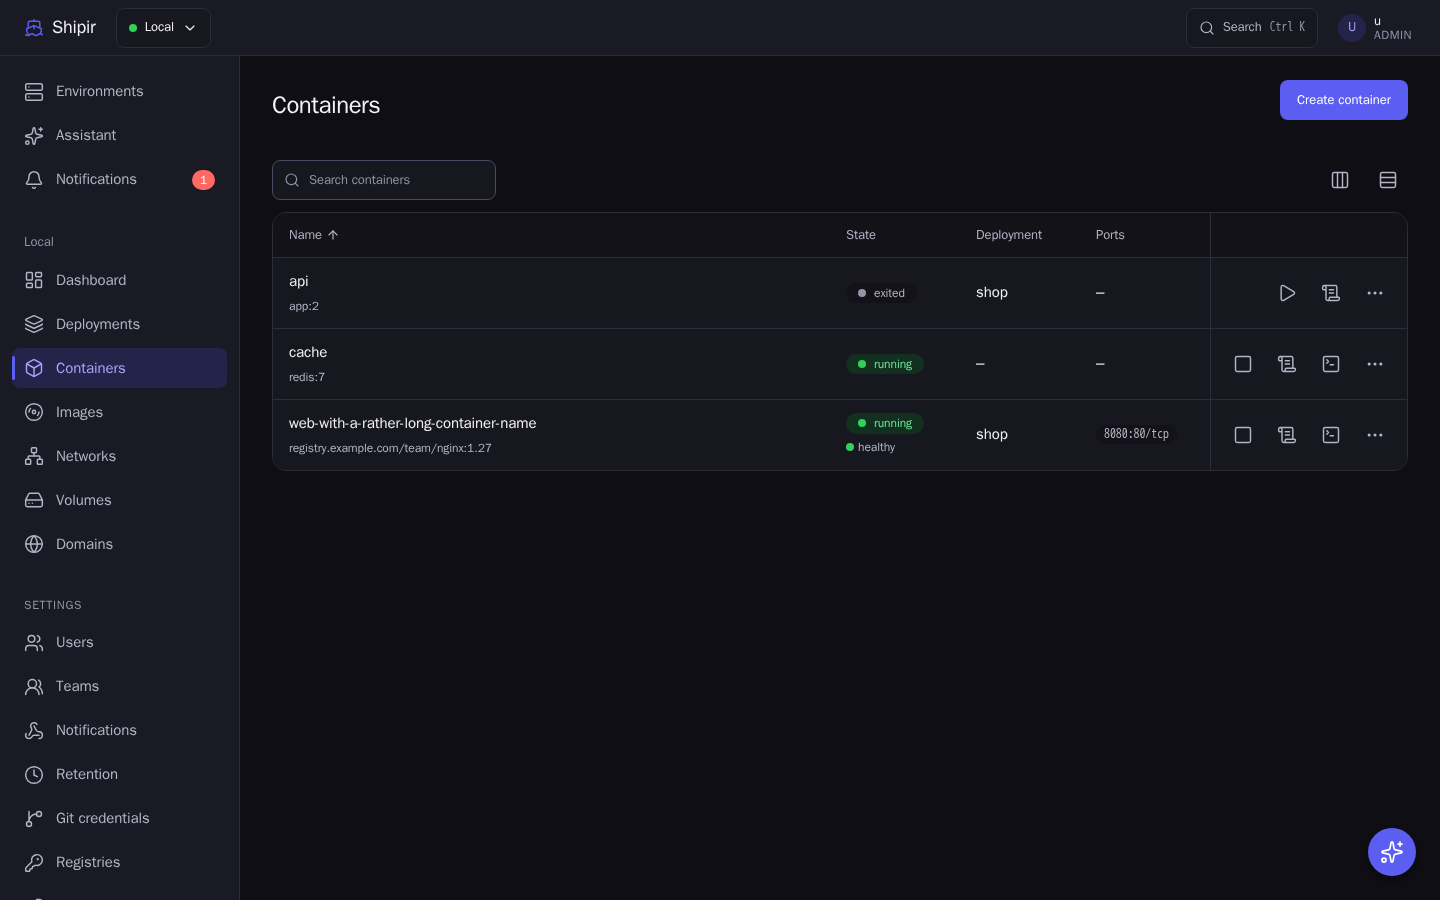 Shipir
Local
Search Ctrl K
U
u
ADMIN
Environments
Assistant
Notifications 1
Local
Dashboard
Deployments
Containers
Images
Networks
Volumes
Domains
SETTINGS
Users
Teams
Notifications
Retention
Git credentials
Registries
Containers
Create container
Search containers
Name State Deployment Ports
api
app:2
exited shop –
cache
redis:7
running – –
web-with-a-rather-long-container-name
registry.example.com/team/nginx:1.27
running
healthy
shop 8080:80/tcp